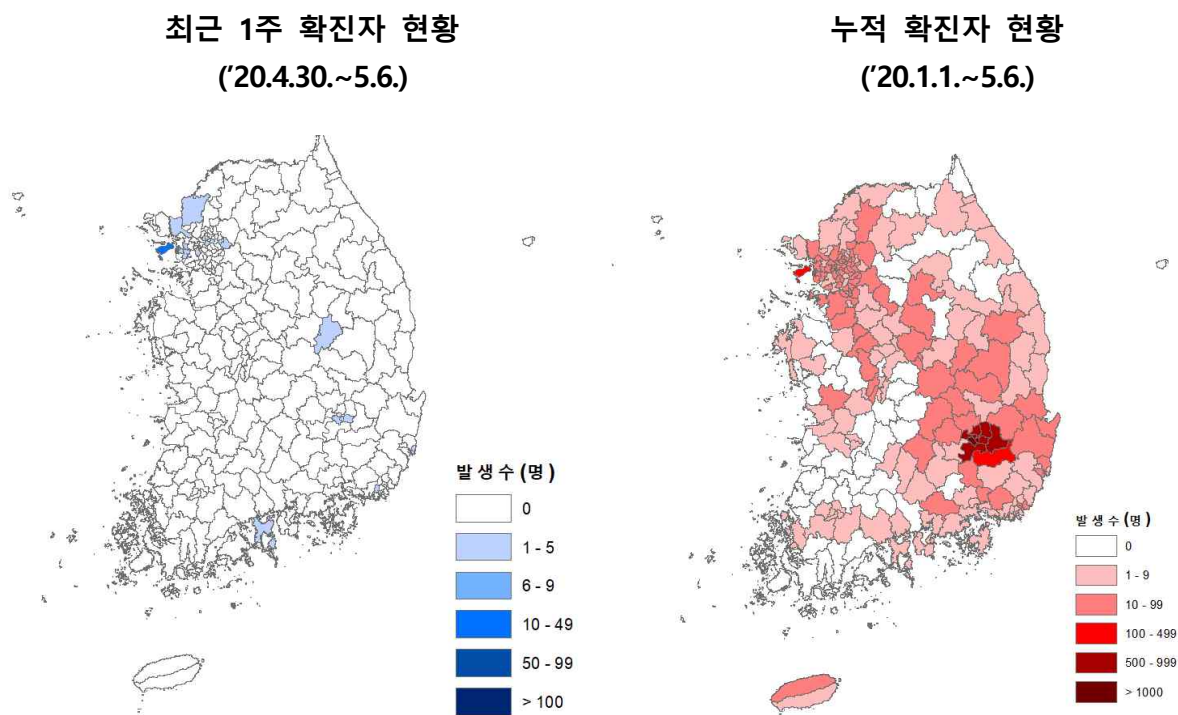 최근 1주 확진자 현황
('20.4.30.~5.6.)
누적 확진자 현황
('20.1.1.~5.6.)
발생수(명)
0
1 - 5
6 - 9
10 - 49
50 - 99
> 100
발생수(명)
0
1 - 9
10 - 99
100 - 499
500 - 999
> 1000